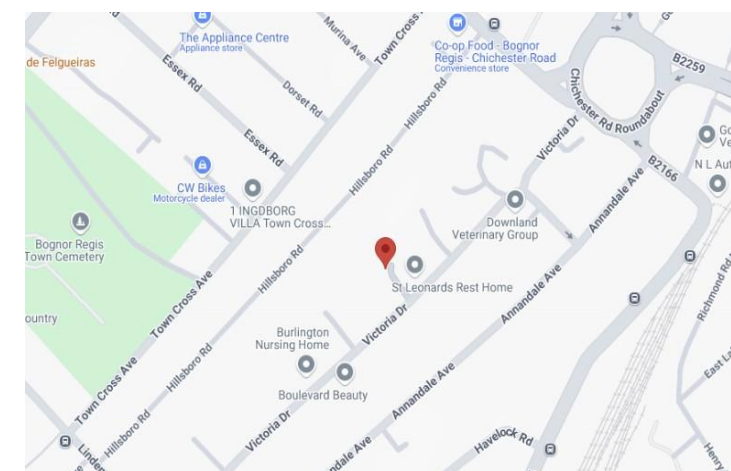 The Appliance Centre
Appliance store
Murina Ave
Town Cross Ave
Co-op Food - Bognor
Regis - Chichester Road
Convenience store
de Felgueiras
Essex Rd
Dorset Rd
Hillsboro Rd
B2259
Chichester Rd Roundabout
Victoria Dr
Essex Rd
Hillsboro Rd
B2166
N L Aut
CW Bikes
Motorcycle dealer
1 INGDBORG
VILLA Town Cross...
Downland
Veterinary Group
Annandale Ave
Bognor Regis
Town Cemetery
Hillsboro Rd
St Leonards Rest Home
Annandale Ave
Richmond Rd
ountry
Town Cross Ave
Victoria Dr
Burlington
Nursing Home
Boulevard Beauty
Hillsboro Rd
Town Cross Ave
Annandale Ave
Hillsboro Rd
Victoria Dr
Havelock Rd
Henry